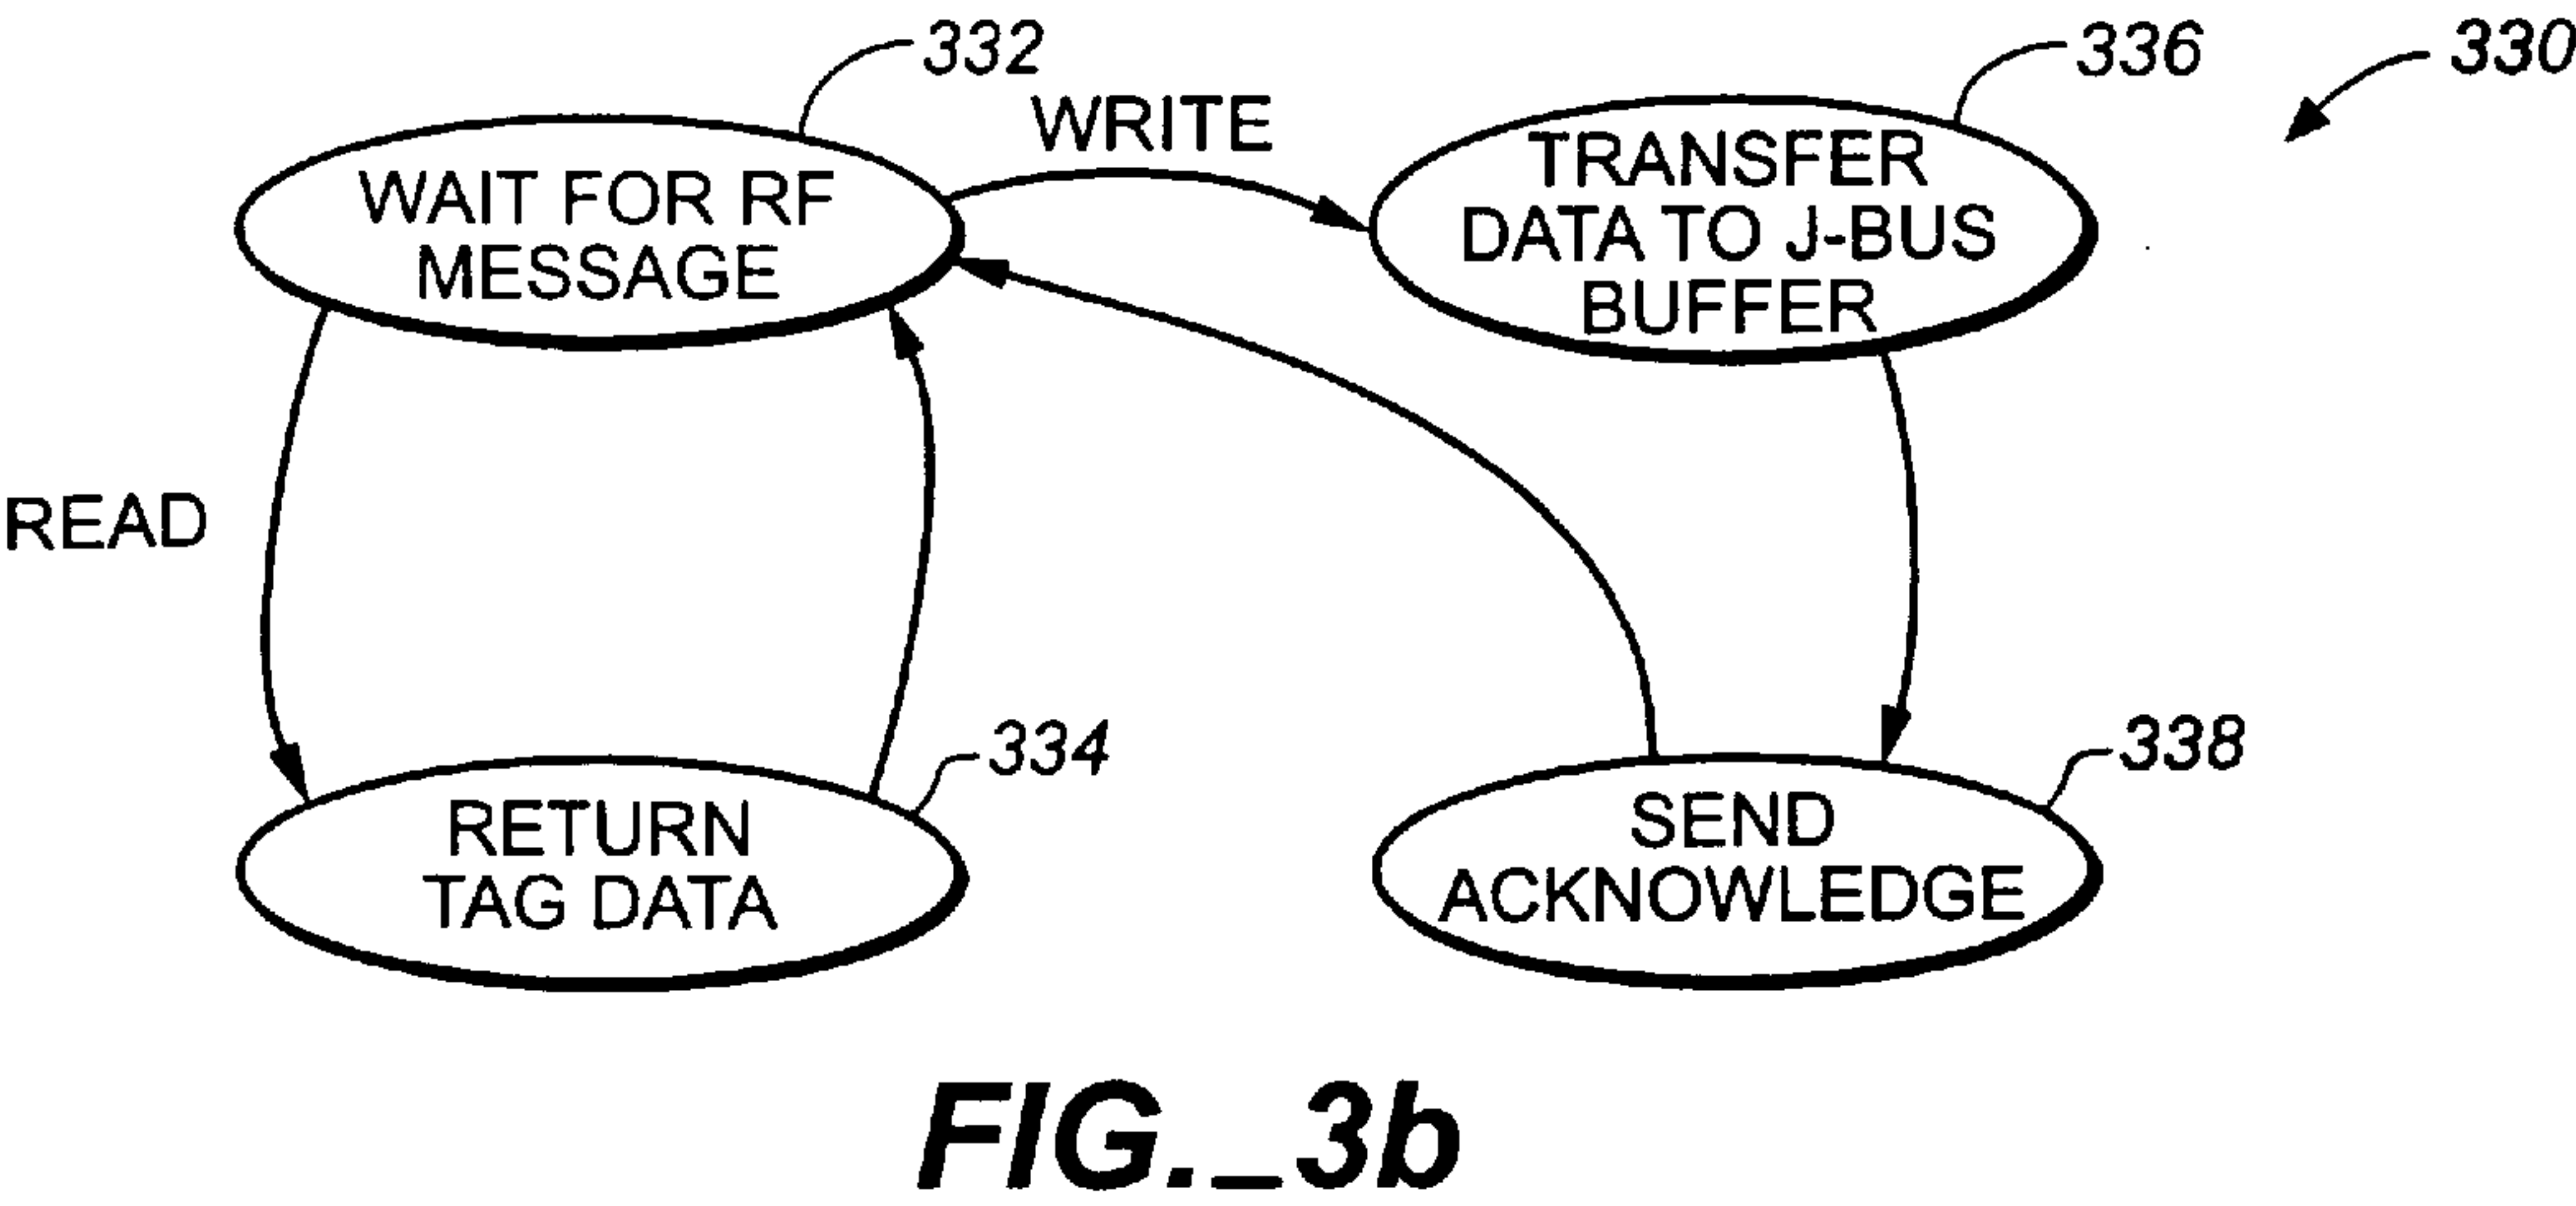 332
336
330
WRITE
WAIT FOR RF
MESSAGE
TRANSFER
DATA TO J-BUS
BUFFER
READ
334
338
RETURN
TAG DATA
SEND
ACKNOWLEDGE
FIG._3b